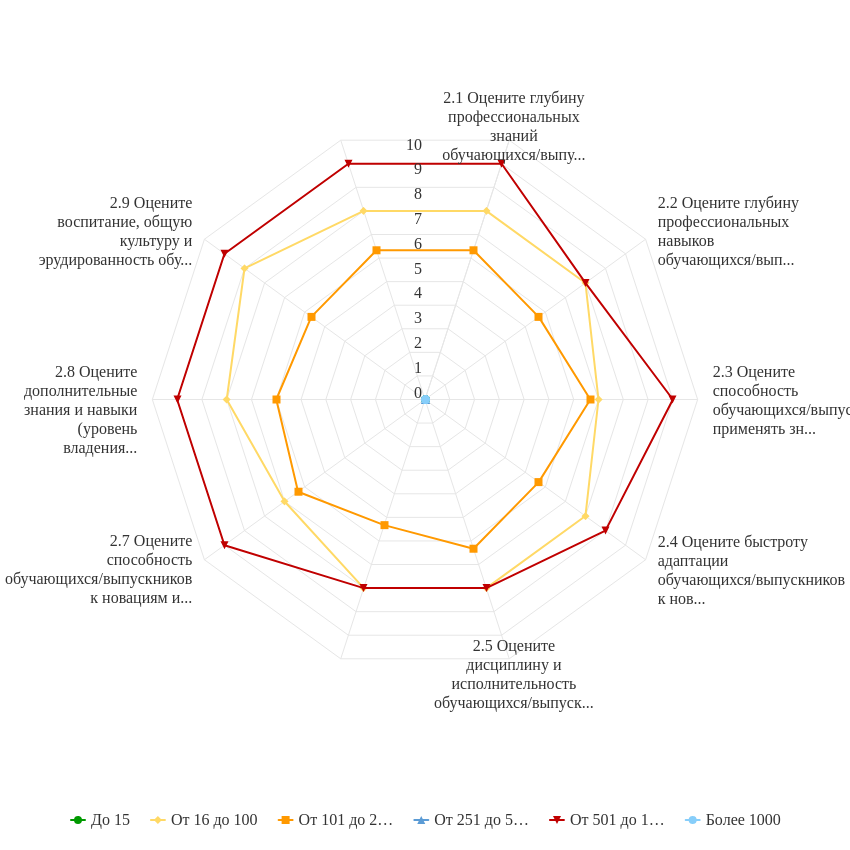 2.1 Оцените глубину
профессиональных
знаний
обучающихся/выпу...
10
9
8
7
6
5
4
3
2
1
0
2.2 Оцените глубину
профессиональных
навыков
обучающихся/вып...
2.3 Оцените
способность
обучающихся/выпус
применять зн...
2.4 Оцените быстроту
адаптации
обучающихся/выпускников
к нов...
2.5 Оцените
дисциплину и
исполнительность
обучающихся/выпуск...
2.7 Оцените
способность
обучающихся/выпускников
к новациям и...
2.8 Оцените
дополнительные
знания и навыки
(уровень
владения...
2.9 Оцените
воспитание, общую
культуру и
эрудированность обу...
До 15
От 16 до 100
От 101 до 2…
От 251 до 5…
От 501 до 1…
Более 1000